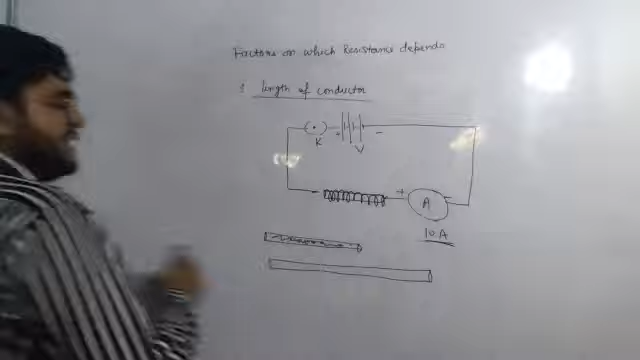 Factors on which Resistance depends
1 length of conductor
K + V -
+ A -
10 A